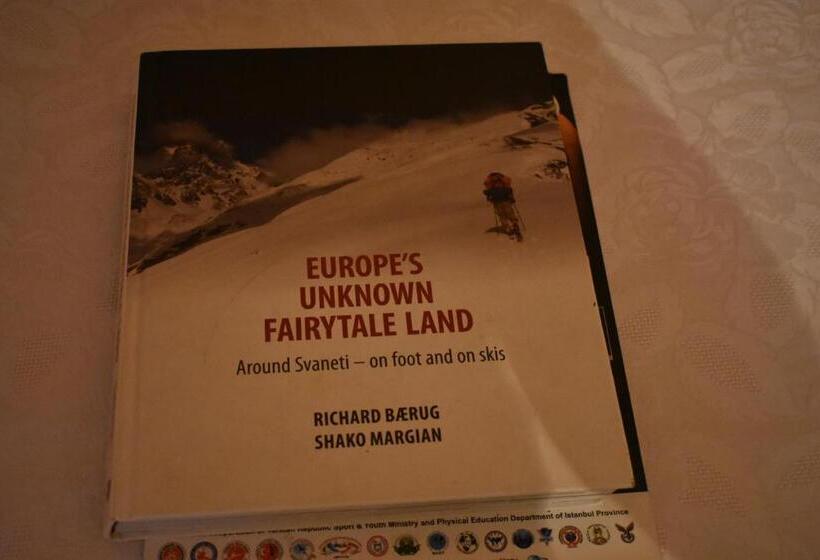 EUROPE'S
UNKNOWN
FAIRYTALE LAND
Around Svaneti – on foot and on skis
RICHARD BÆRUG
SHAKO MARGIAN
Republic Sport & Youth Ministry and Physical Education Department of Istanbul Province